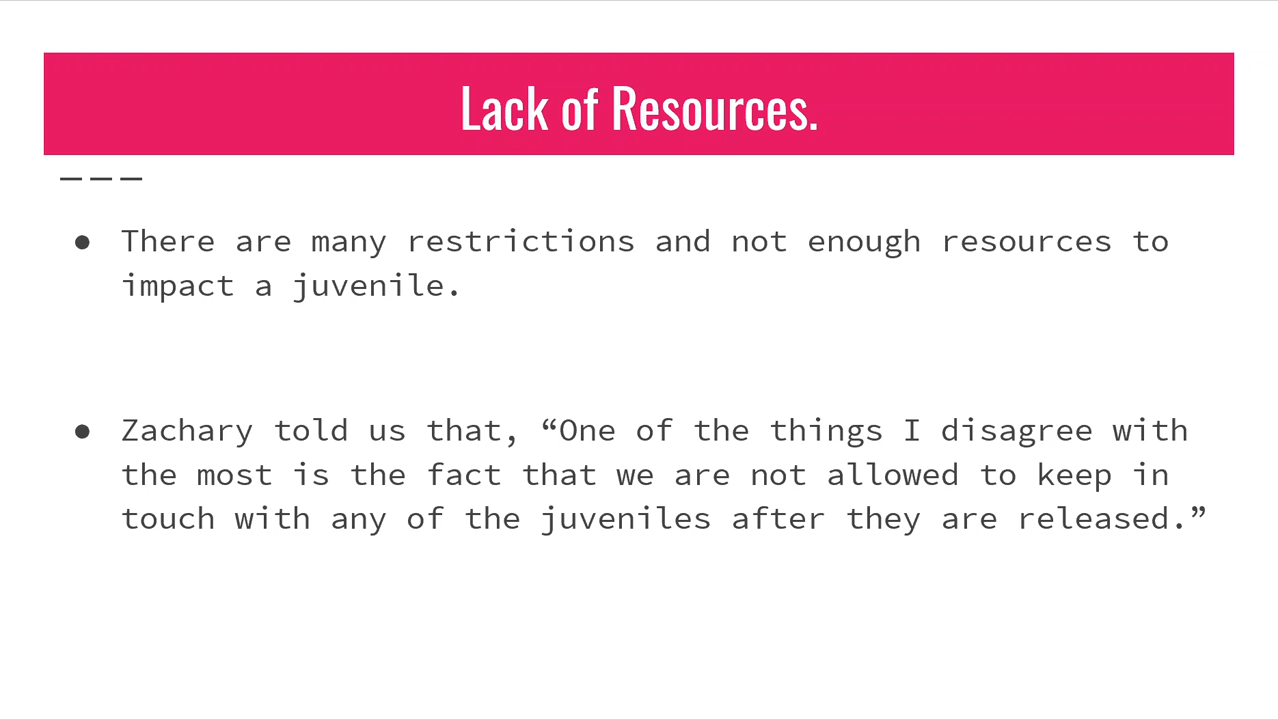 Lack of Resources.
● There are many restrictions and not enough resources to
impact a juvenile.
● Zachary told us that, “One of the things I disagree with
the most is the fact that we are not allowed to keep in
touch with any of the juveniles after they are released.”